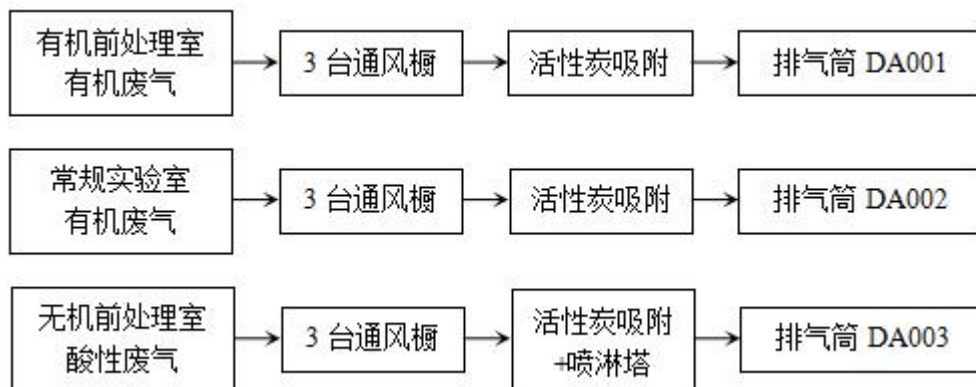 有机前处理室
有机废气
3 台通风橱
活性炭吸附
排气筒 DA001
常规实验室
有机废气
3 台通风橱
活性炭吸附
排气筒 DA002
无机前处理室
酸性废气
3 台通风橱
活性炭吸附
+喷淋塔
排气筒 DA003